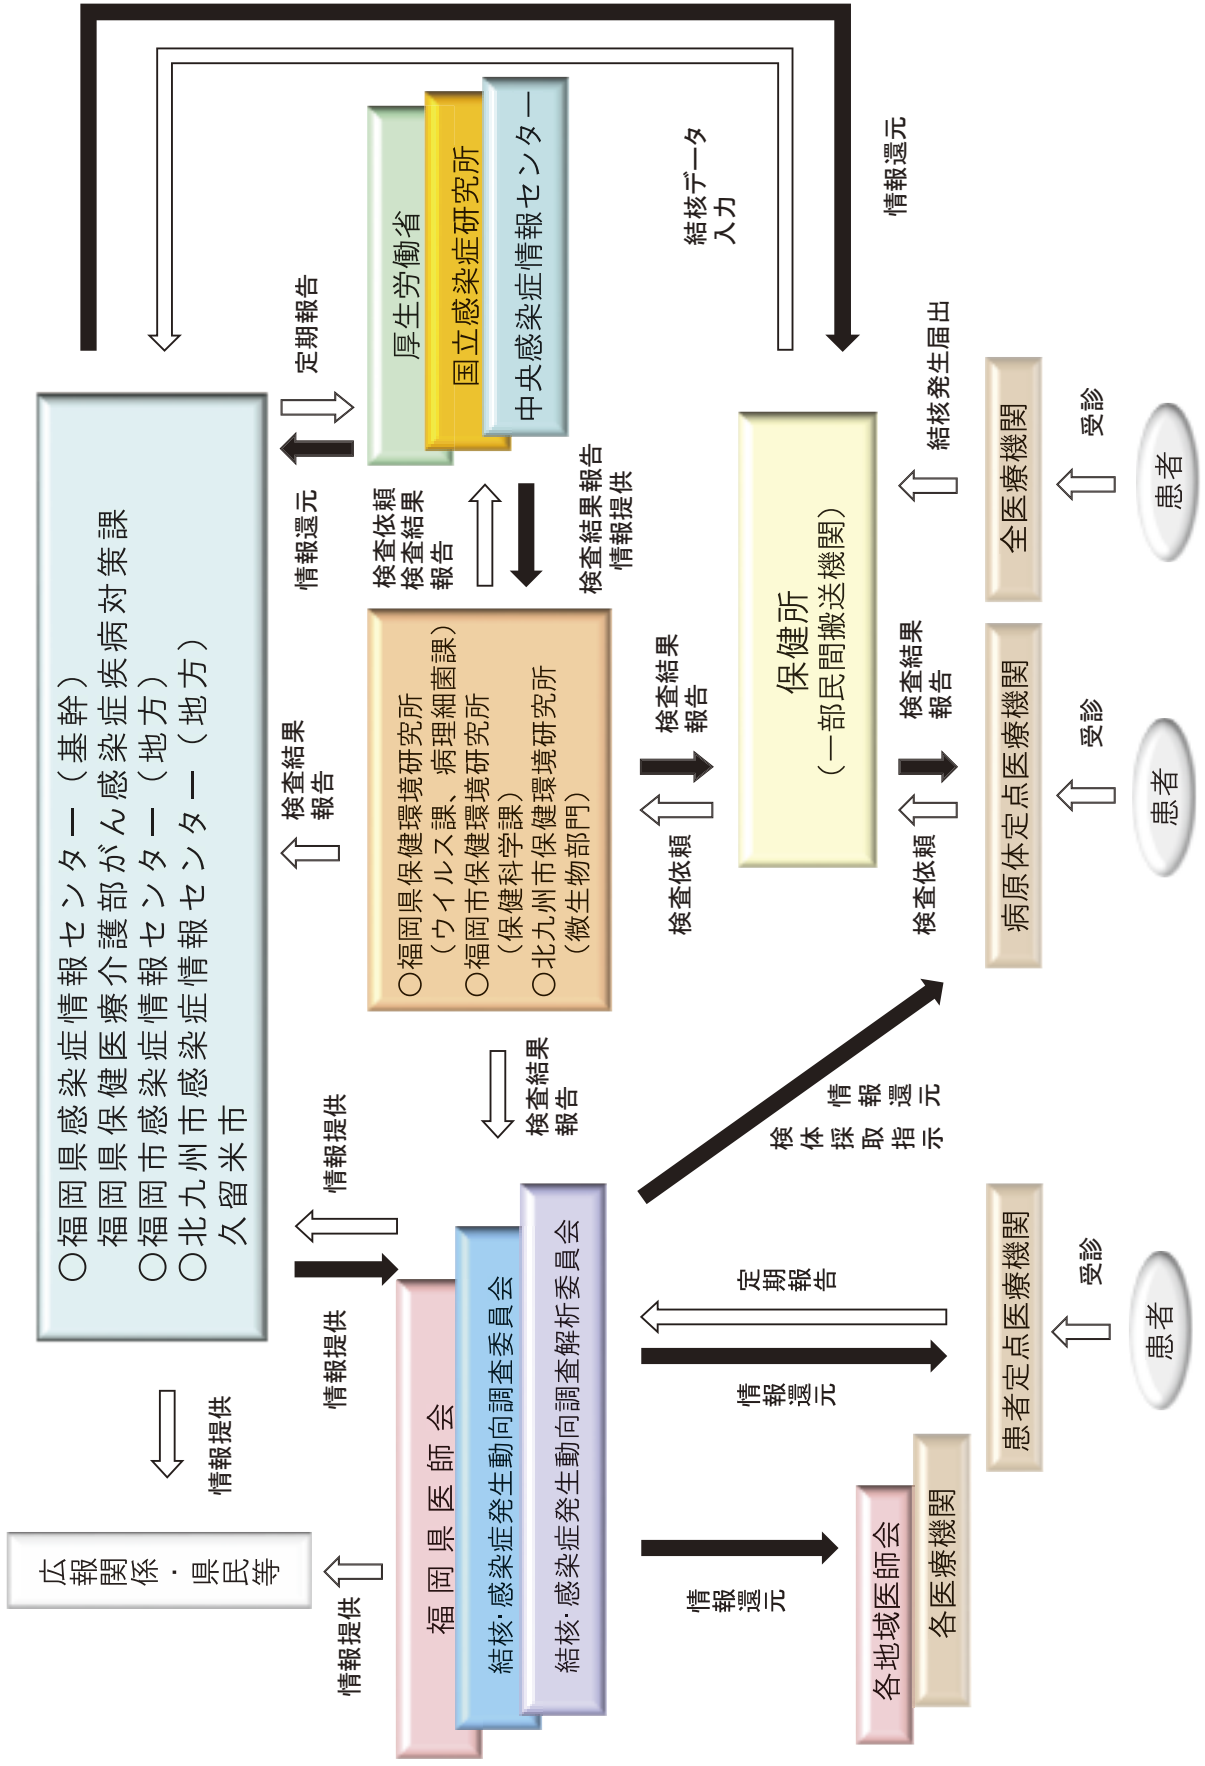 広報関係・県民等
情報提供
〇福岡県感染症情報センター（基幹）
福岡県保健医療介護部がん感染症疾病対策課
〇福岡市感染症情報センター（地方）
〇北九州市感染症情報センター（地方）
久留米市
情報提供
情報提供
情報提供
検査結果
報告
情報還元
定期報告
福岡県医師会
結核・感染症発生動向調査委員会
結核・感染症発生動向調査解析委員会
検査結果
報告
〇福岡県保健環境研究所
（ウイルス課、病理細菌課）
〇福岡市保健環境研究所
（保健科学課）
〇北九州市保健環境研究所
（微生物部門）
検査依頼
検査結果
報告
検査結果報告
情報提供
厚生労働省
国立感染症研究所
中央感染症情報センター
情報還元
情報還元
定期報告
情報還元
検体採取指示
検査依頼
検査結果
報告
結核データ
入力
情報還元
保健所
（一部民間搬送機関）
検査依頼
検査結果
報告
結核発生届出
各地域医師会
各医療機関
患者定点医療機関
病原体定点医療機関
全医療機関
受診
受診
受診
患者
患者
患者